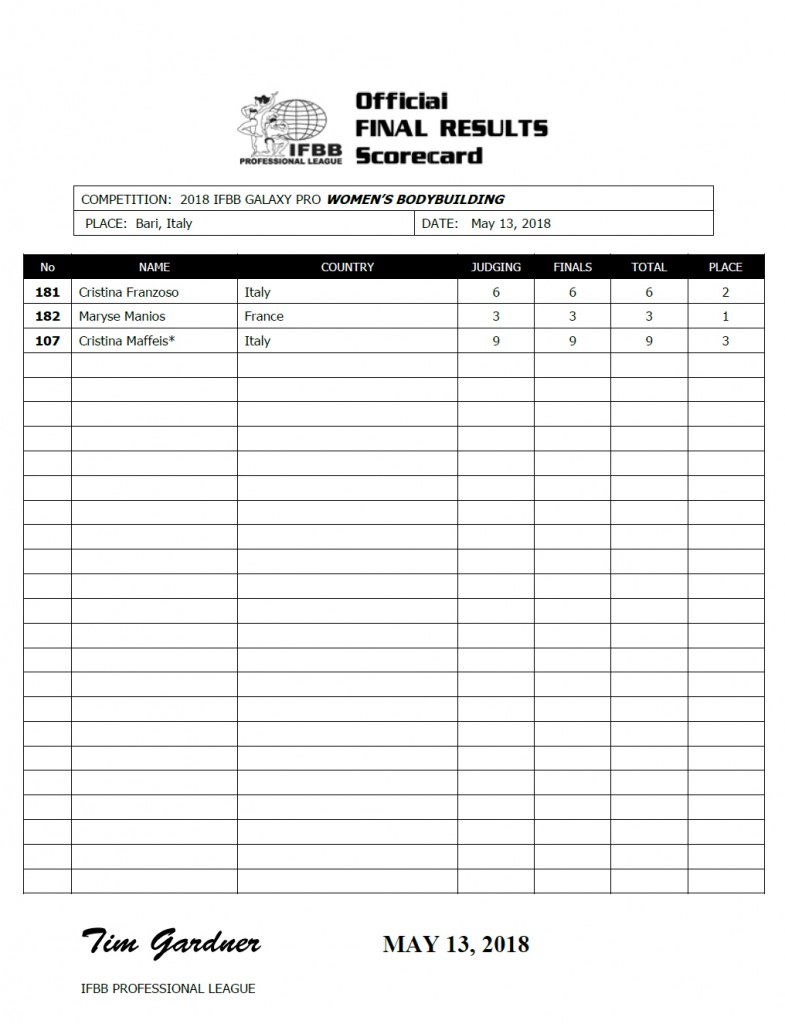 Official
FINAL RESULTS
Scorecard
IFBB
PROFESSIONAL LEAGUE
COMPETITION: 2018 IFBB GALAXY PRO WOMEN'S BODYBUILDING
PLACE: Bari, Italy DATE: May 13, 2018
No NAME COUNTRY JUDGING FINALS TOTAL PLACE
181 Cristina Franzoso Italy 6 6 6 2
182 Maryse Manios France 3 3 3 1
107 Cristina Maffeis* Italy 9 9 9 3
Tim Gardner MAY 13, 2018
IFBB PROFESSIONAL LEAGUE